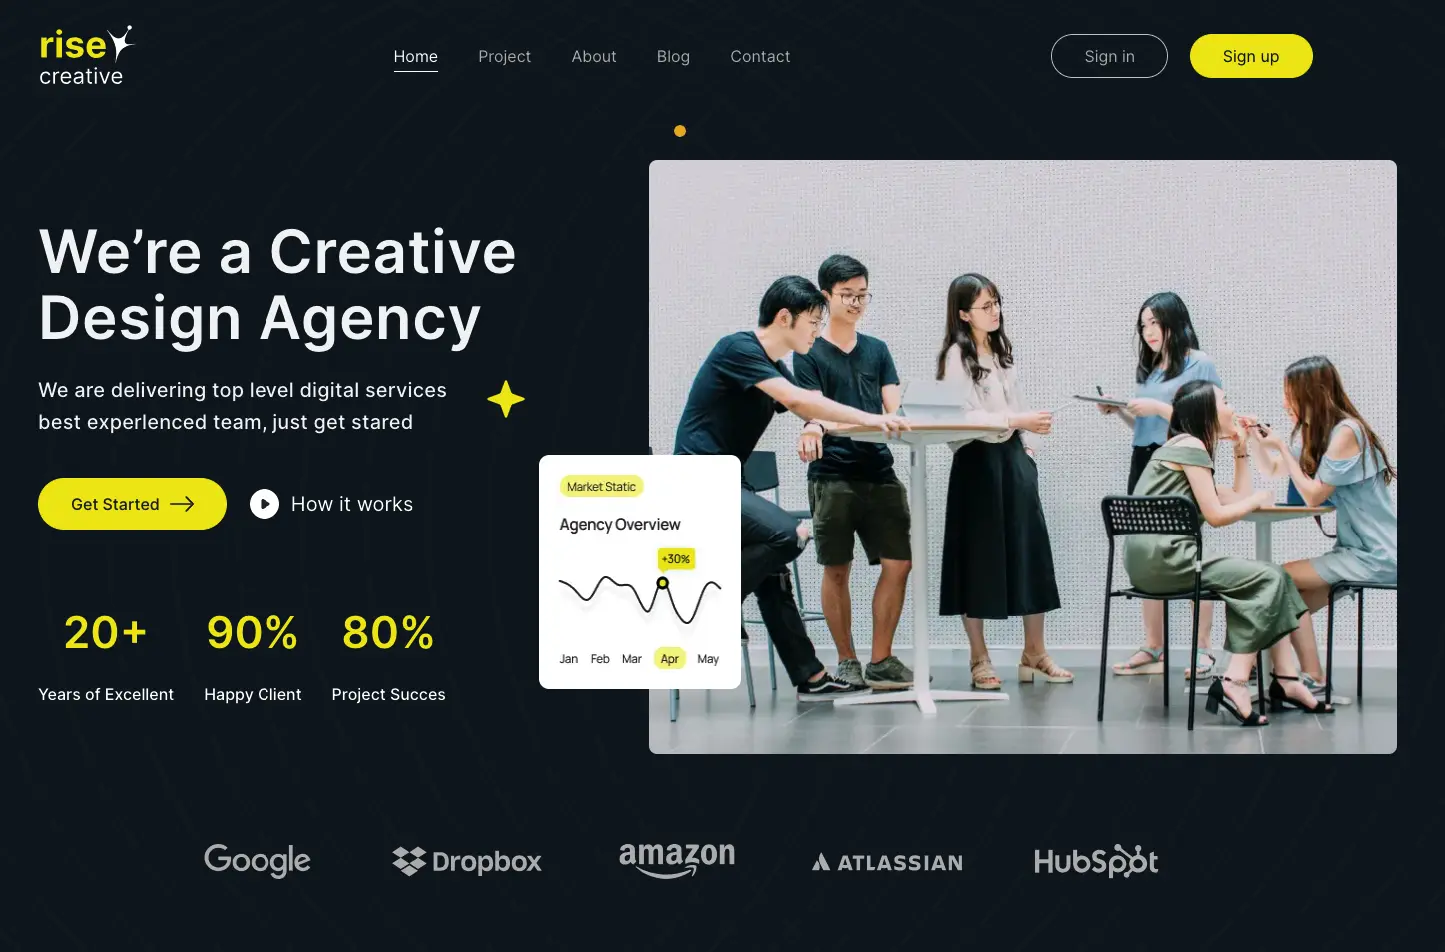 rise
creative
Home Project About Blog Contact
Sign in Sign up
We’re a Creative
Design Agency
We are delivering top level digital services
best experlenced team, just get stared
Get Started
How it works
20+ 90% 80%
Years of Excellent Happy Client Project Succes
Market Static
Agency Overview
+30%
Jan Feb Mar Apr May
Google Dropbox amazon ATLASSIAN HubSpot